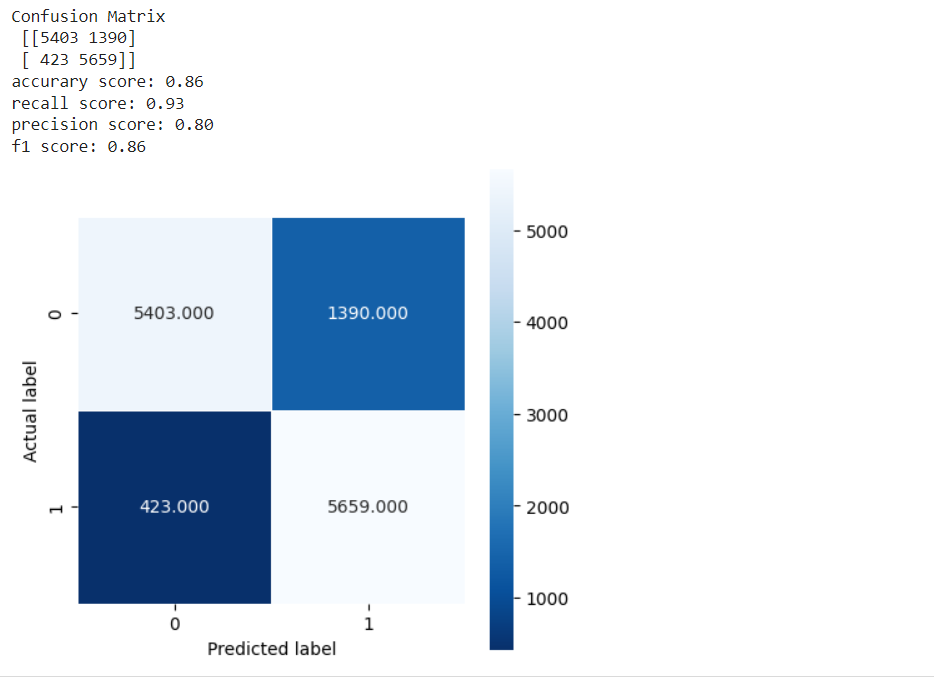 Confusion Matrix
[[5403 1390]
[ 423 5659]]
accurary score: 0.86
recall score: 0.93
precision score: 0.80
f1 score: 0.86
5000
0
5403.000
1390.000
4000
Actual label
3000
1
423.000
5659.000
2000
1000
0
1
Predicted label